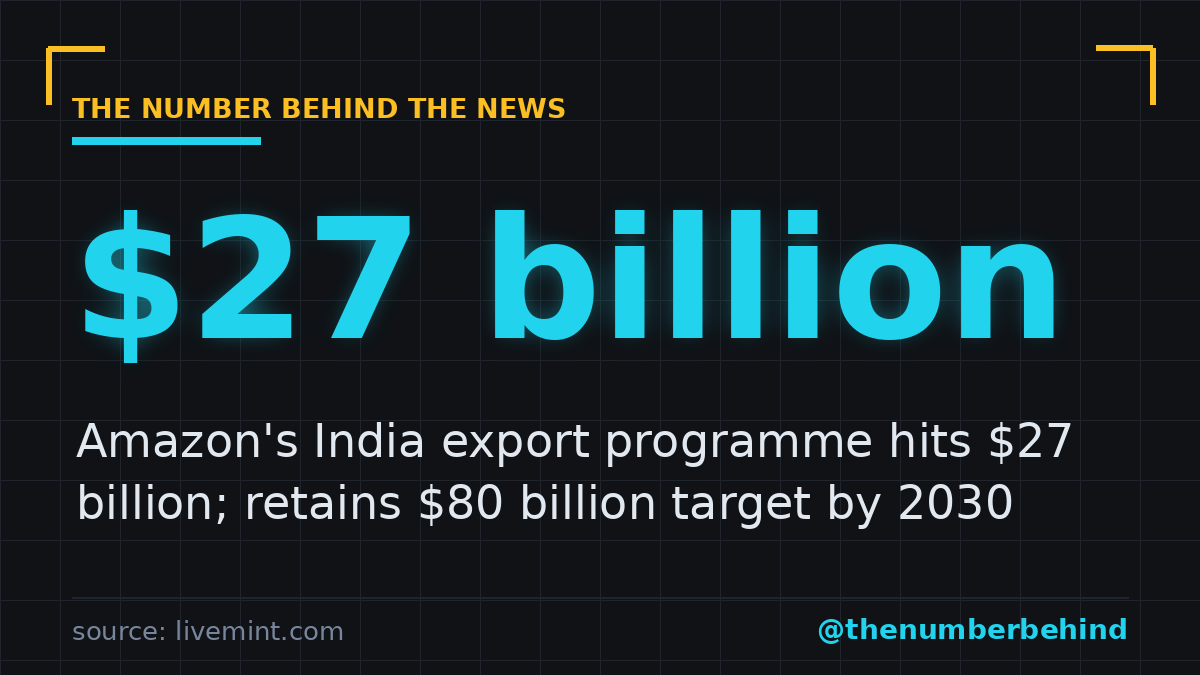 THE NUMBER BEHIND THE NEWS
$27 billion
Amazon's India export programme hits $27
billion; retains $80 billion target by 2030
source: livemint.com
@thenumberbehind